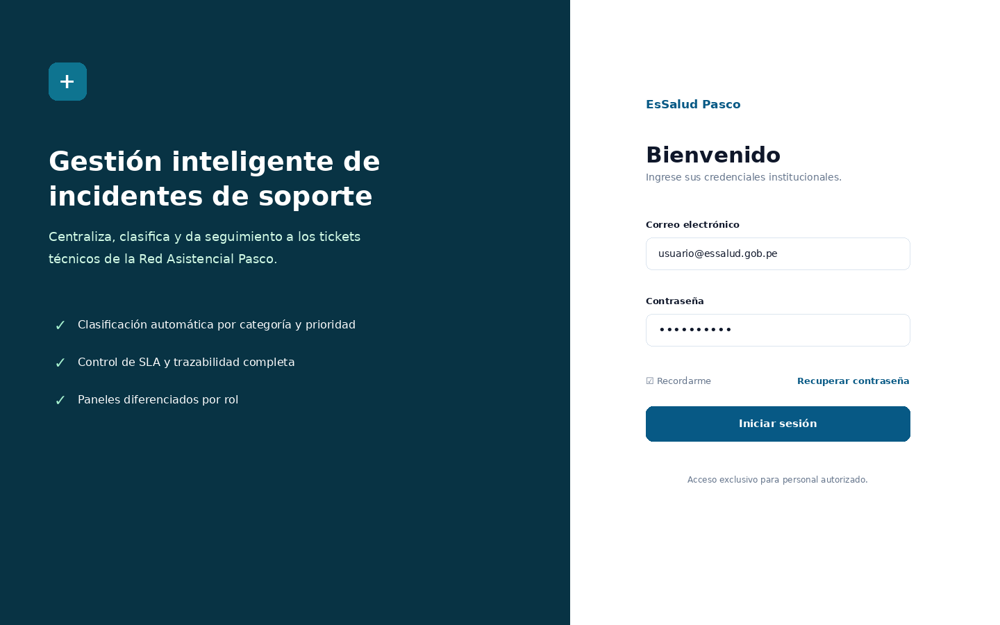 +
Gestión inteligente de
incidentes de soporte
Centraliza, clasifica y da seguimiento a los tickets
técnicos de la Red Asistencial Pasco.
✓ Clasificación automática por categoría y prioridad
✓ Control de SLA y trazabilidad completa
✓ Paneles diferenciados por rol
EsSalud Pasco
Bienvenido
Ingrese sus credenciales institucionales.
Correo electrónico
usuario@essalud.gob.pe
Contraseña
••••••••••
☑ Recordarme
Recuperar contraseña
Iniciar sesión
Acceso exclusivo para personal autorizado.